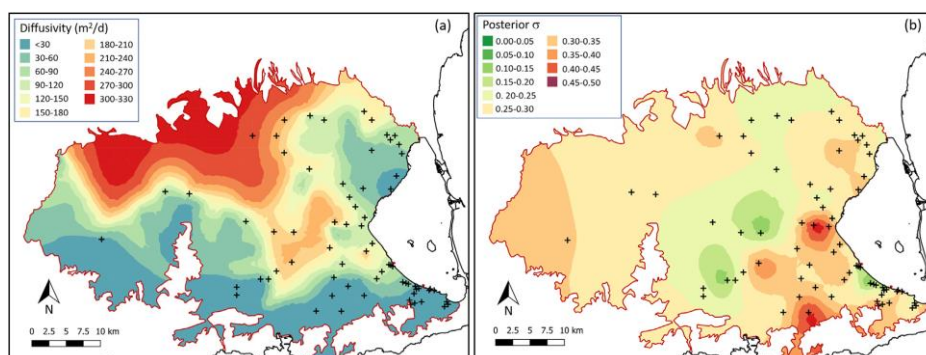 (a)
Diffusivity (m²/d)
<30
30-60
60-90
90-120
120-150
150-180
180-210
210-240
240-270
270-300
300-330
N
0 2.5 5 7.5 10 km
(b)
Posterior σ
0.00-0.05
0.05-0.10
0.10-0.15
0.15-0.20
0. 20-0.25
0.25-0.30
0.30-0.35
0.35-0.40
0.40-0.45
0.45-0.50
N
0 2.5 5 7.5 10 km